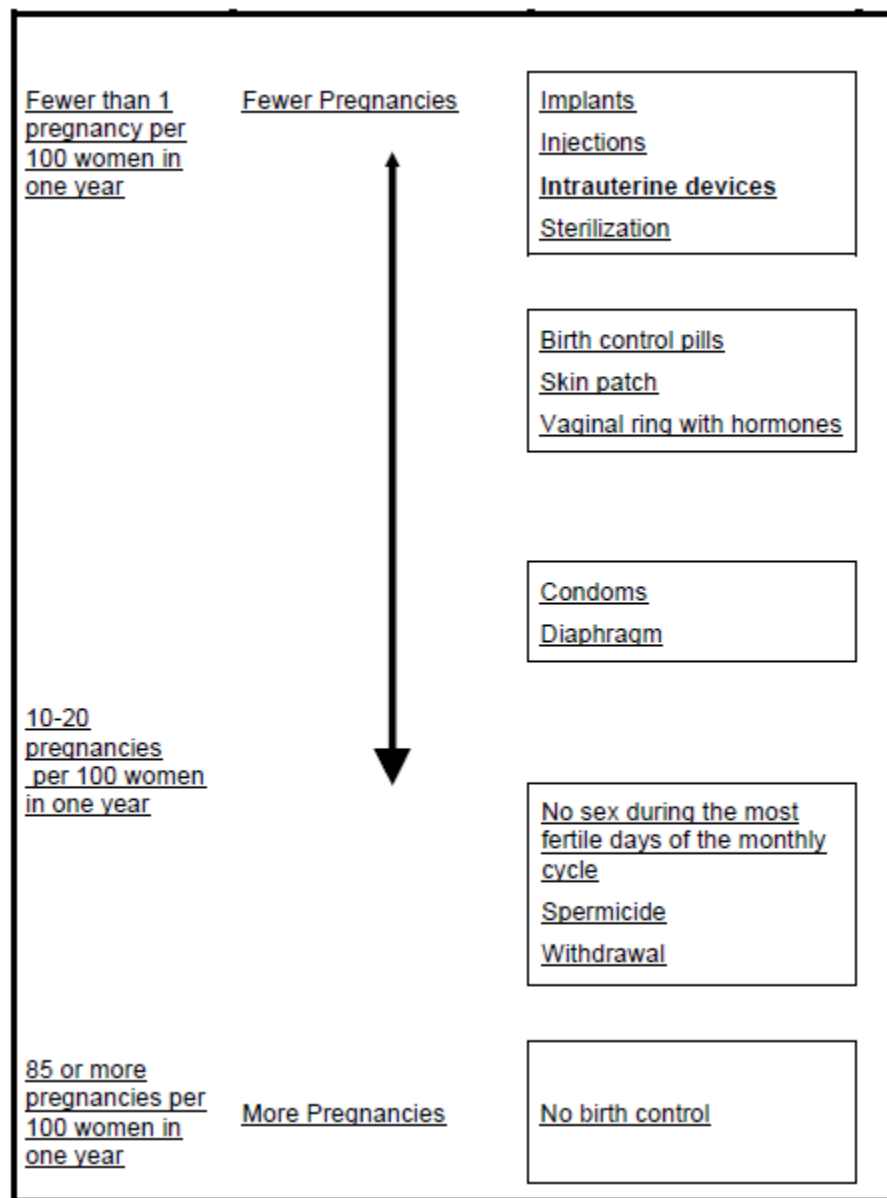 Fewer than 1
pregnancy per
100 women in
one year
Fewer Pregnancies
Implants
Injections
Intrauterine devices
Sterilization
Birth control pills
Skin patch
Vaginal ring with hormones
Condoms
Diaphragm
10-20
pregnancies
per 100 women
in one year
No sex during the most
fertile days of the monthly
cycle
Spermicide
Withdrawal
85 or more
pregnancies per
100 women in
one year
More Pregnancies
No birth control